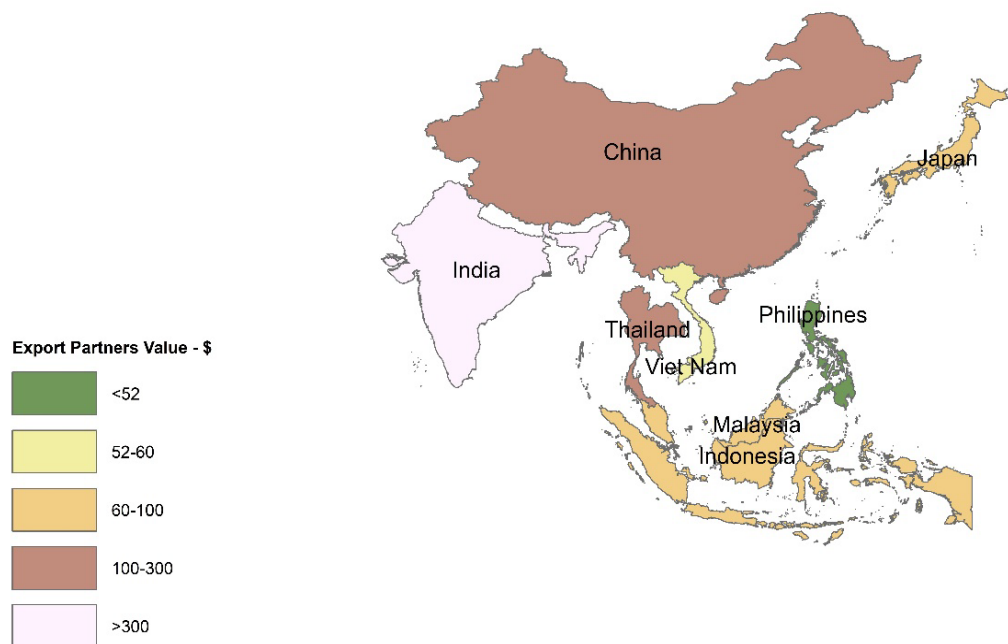 China
Japan
India
Philippines
Thailand
Viet Nam
Malaysia
Indonesia
Export Partners Value - $
<52
52-60
60-100
100-300
>300